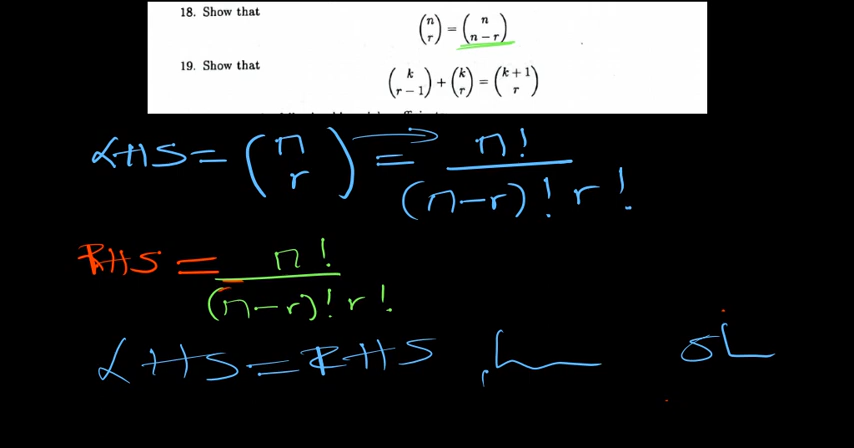 18. Show that
(n r) = (n n − r)
19. Show that
(k r − 1) + (k r) = (k + 1 r)
LHS = (n r) = n! / (n−r)! r!
RHS = n! / (n−r)! r!
LHS = RHS